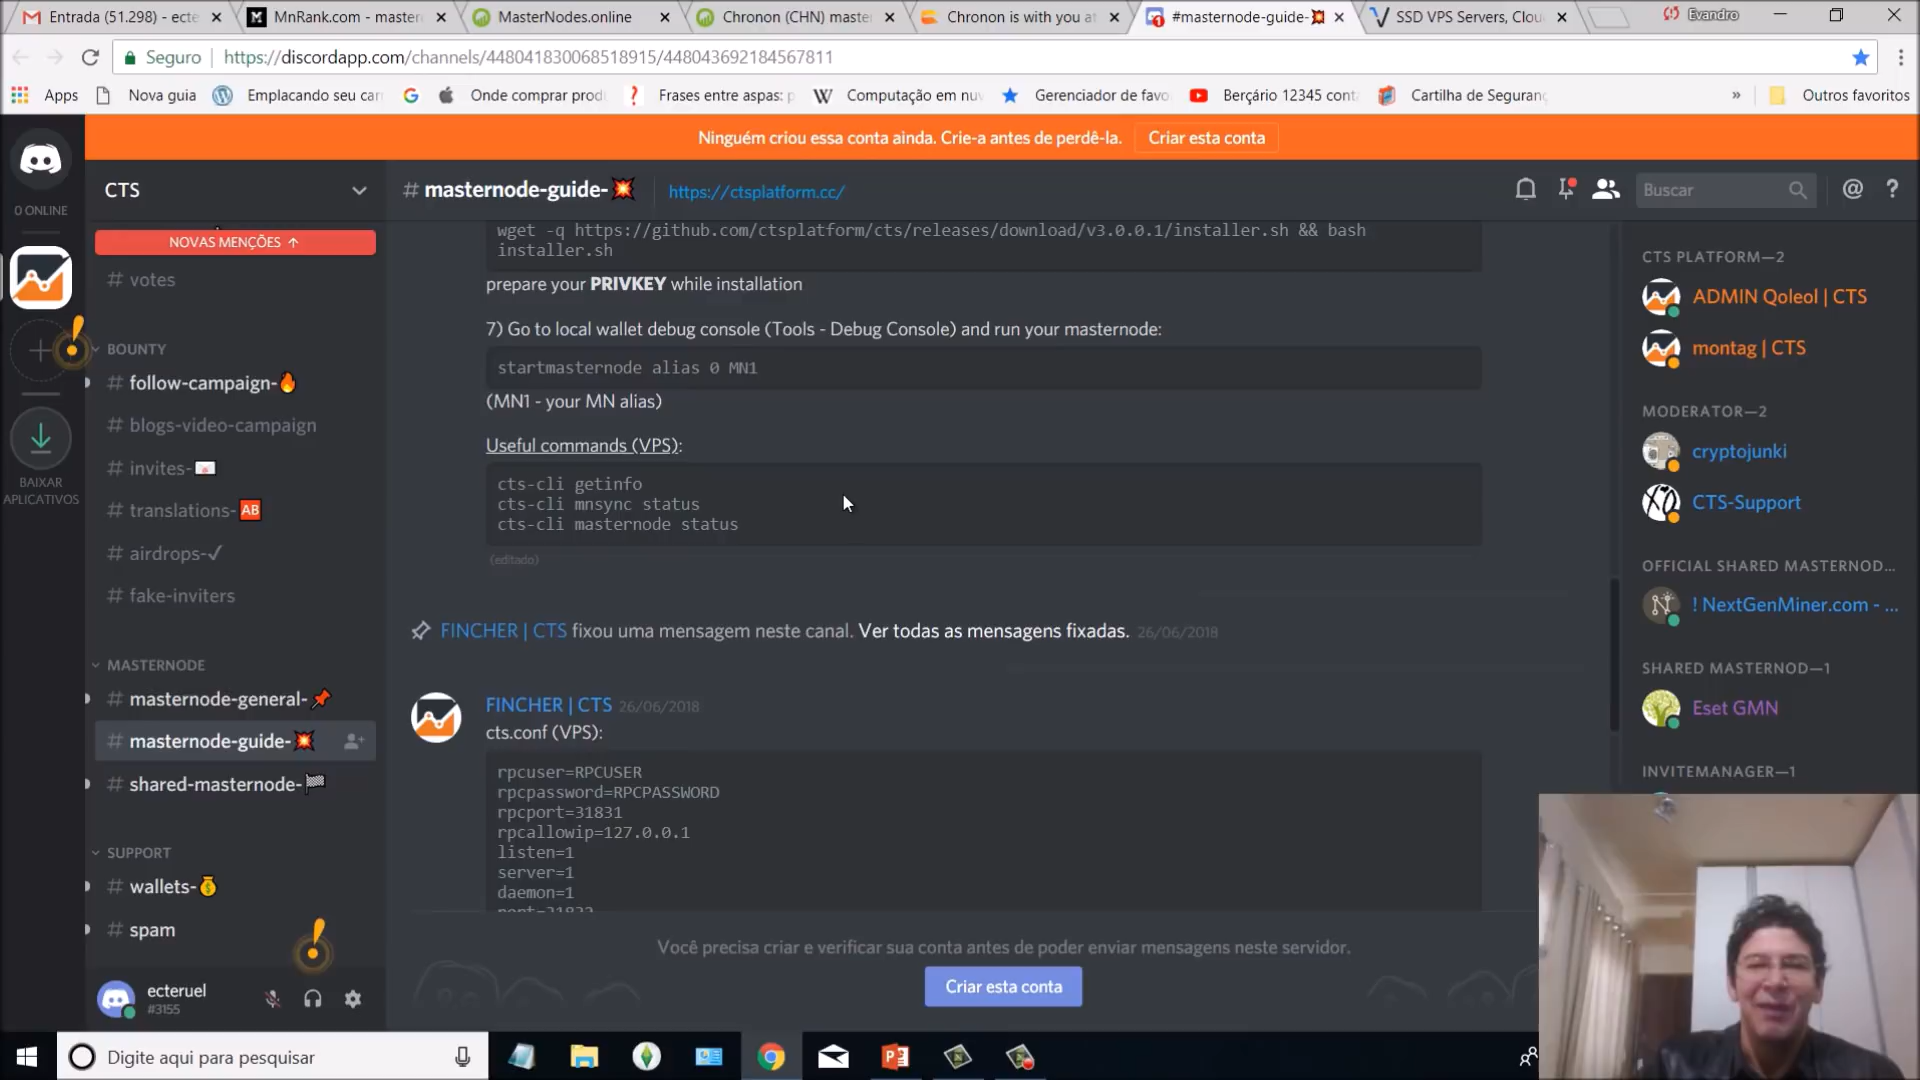 Entrada (51.298) - ecte
MnRank.com - master
MasterNodes.online
Chronon (CHN) maste
Chronon is with you at
#masternode-guide-💥
SSD VPS Servers, Clou
Evandro
Seguro
https://discordapp.com/channels/448041830068518915/448043692184567811
Apps
Nova guia
Emplacando seu car
Onde comprar prod
Frases entre aspas: p
Computação em nuv
Gerenciador de favo
Berçário 12345 conta
Cartilha de Seguranç
»
Outros favoritos
Ninguém criou essa conta ainda. Crie-a antes de perdê-la.
Criar esta conta
0 ONLINE
BAIXAR
APLICATIVOS
CTS
NOVAS MENÇÕES ↑
# votes
BOUNTY
# follow-campaign-🔥
# blogs-video-campaign
# invites-💌
# translations-🆎
# airdrops-✓
# fake-inviters
MASTERNODE
# masternode-general-📌
# masternode-guide-💥
# shared-masternode-🏁
SUPPORT
# wallets-💰
# spam
ecteruel
#3155
# masternode-guide-💥
https://ctsplatform.cc/
Buscar
wget -q https://github.com/ctsplatform/cts/releases/download/v3.0.0.1/installer.sh && bash
installer.sh
prepare your PRIVKEY while installation
7) Go to local wallet debug console (Tools - Debug Console) and run your masternode:
startmasternode alias 0 MN1
(MN1 - your MN alias)
Useful commands (VPS):
cts-cli getinfo
cts-cli mnsync status
cts-cli masternode status
(editado)
FINCHER | CTS fixou uma mensagem neste canal. Ver todas as mensagens fixadas. 26/06/2018
FINCHER | CTS 26/06/2018
cts.conf (VPS):
rpcuser=RPCUSER
rpcpassword=RPCPASSWORD
rpcport=31831
rpcallowip=127.0.0.1
listen=1
server=1
daemon=1
Você precisa criar e verificar sua conta antes de poder enviar mensagens neste servidor.
Criar esta conta
CTS PLATFORM—2
ADMIN Qoleol | CTS
montag | CTS
MODERATOR—2
cryptojunki
CTS-Support
OFFICIAL SHARED MASTERNOD...
! NextGenMiner.com - ...
SHARED MASTERNOD—1
Eset GMN
INVITEMANAGER—1
Digite aqui para pesquisar